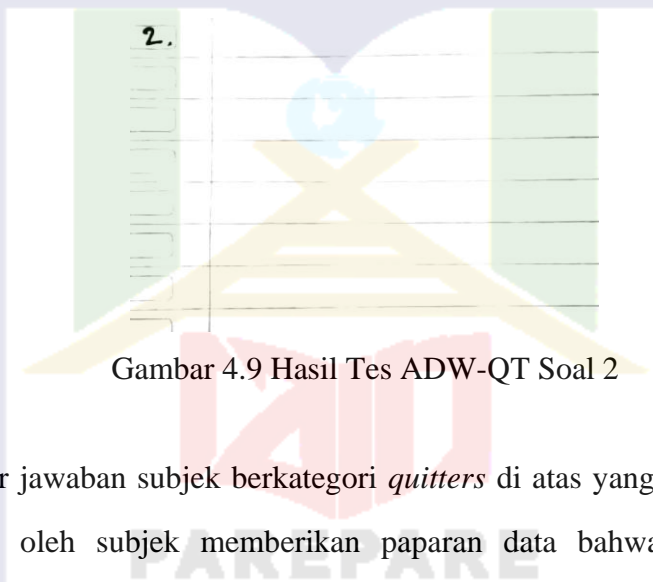 2.
Gambar 4.9 Hasil Tes ADW-QT Soal 2
jawaban subjek berkategori quitters di atas yang
oleh subjek memberikan paparan data
PAREPARE